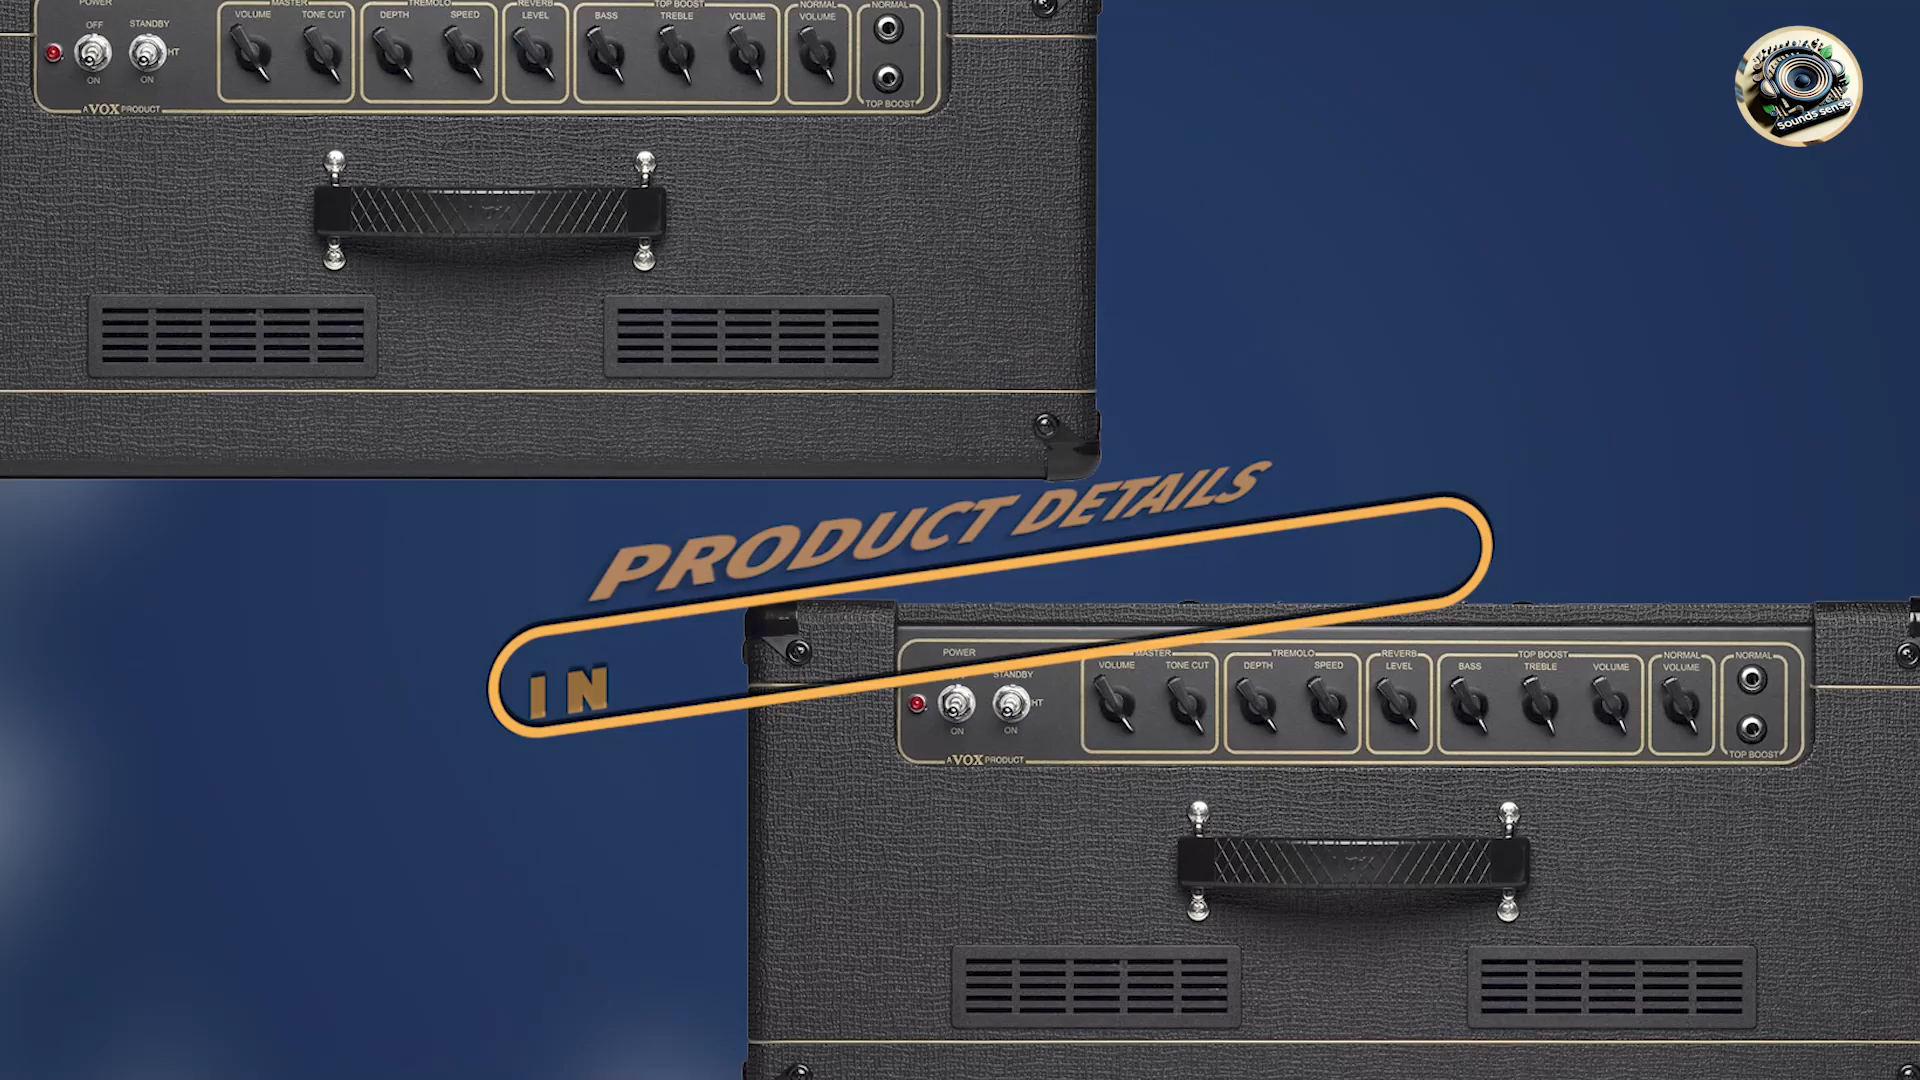 POWER
MASTER
TREMOLO
REVERB
TOP BOOST
NORMAL
NORMAL
OFF
STANDBY
VOLUME
TONE CUT
DEPTH
SPEED
LEVEL
BASS
TREBLE
VOLUME
VOLUME
HT
ON
ON
TOP BOOST
A VOX PRODUCT
sounds sense
PRODUCT DETAILS
IN
POWER
MASTER
TREMOLO
REVERB
TOP BOOST
NORMAL
NORMAL
STANDBY
VOLUME
TONE CUT
DEPTH
SPEED
LEVEL
BASS
TREBLE
VOLUME
VOLUME
HT
ON
ON
TOP BOOST
A VOX PRODUCT